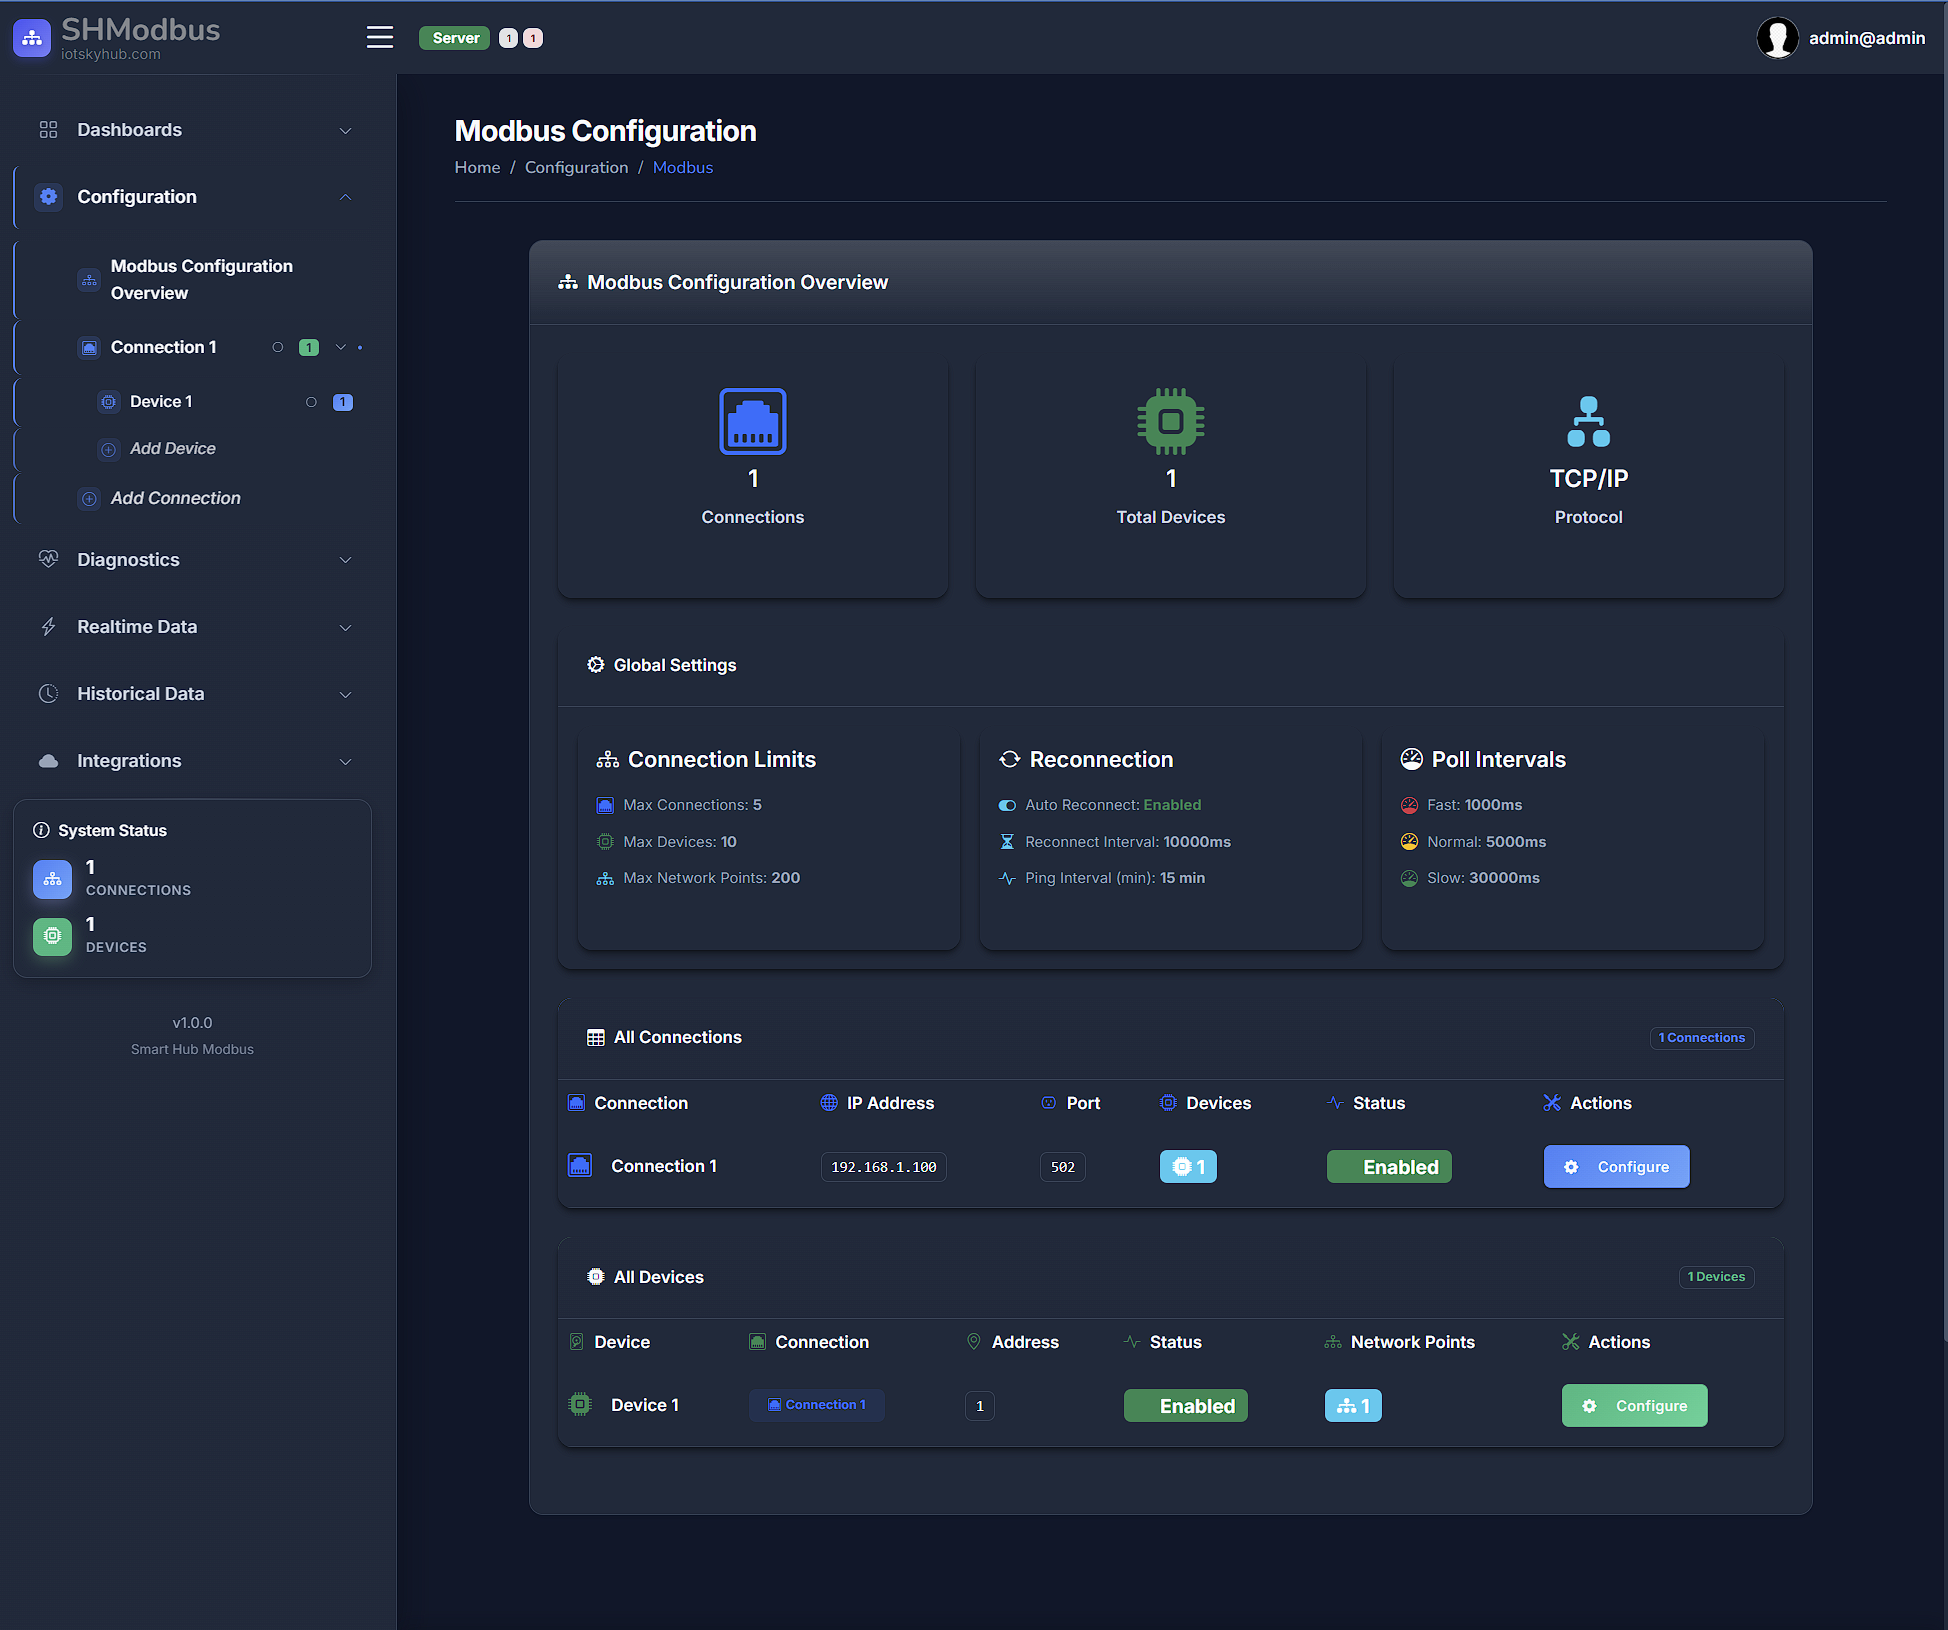 SHModbus
iotskyhub.com
Server 1 1
admin@admin
Dashboards
Configuration
Modbus Configuration
Overview
Connection 1 1
Device 1 1
Add Device
Add Connection
Diagnostics
Realtime Data
Historical Data
Integrations
System Status
1
CONNECTIONS
1
DEVICES
v1.0.0
Smart Hub Modbus
Modbus Configuration
Home / Configuration / Modbus
Modbus Configuration Overview
1
Connections
1
Total Devices
TCP/IP
Protocol
Global Settings
Connection Limits
Max Connections: 5
Max Devices: 10
Max Network Points: 200
Reconnection
Auto Reconnect: Enabled
Reconnect Interval: 10000ms
Ping Interval (min): 15 min
Poll Intervals
Fast: 1000ms
Normal: 5000ms
Slow: 30000ms
All Connections 1 Connections
Connection IP Address Port Devices Status Actions
Connection 1 192.168.1.100 502 1 Enabled Configure
All Devices 1 Devices
Device Connection Address Status Network Points Actions
Device 1 Connection 1 1 Enabled 1 Configure